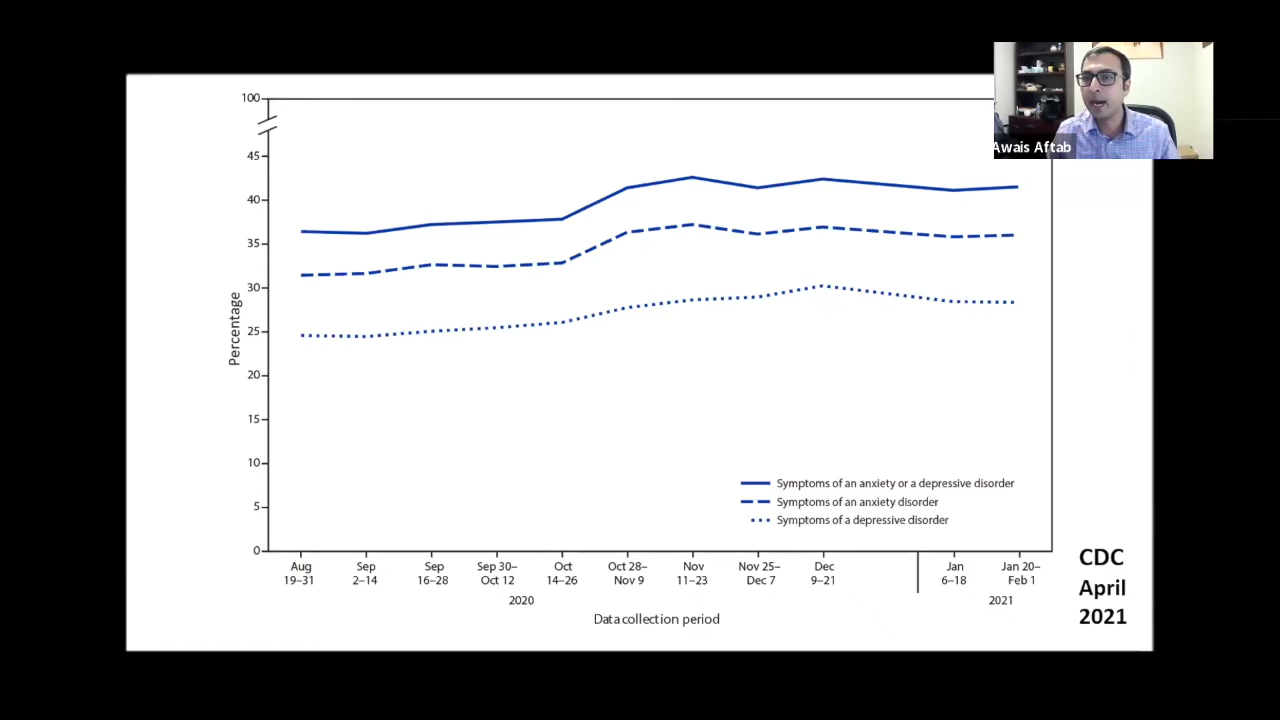 Awais Aftab
100
45
40
35
30
25
20
15
10
5
0
Percentage
Symptoms of an anxiety or a depressive disorder
Symptoms of an anxiety disorder
Symptoms of a depressive disorder
Aug
19–31
Sep
2–14
Sep
16–28
Sep 30–
Oct 12
Oct
14–26
Oct 28–
Nov 9
Nov
11–23
Nov 25–
Dec 7
Dec
9–21
Jan
6–18
Jan 20–
Feb 1
2020
2021
Data collection period
CDC
April
2021